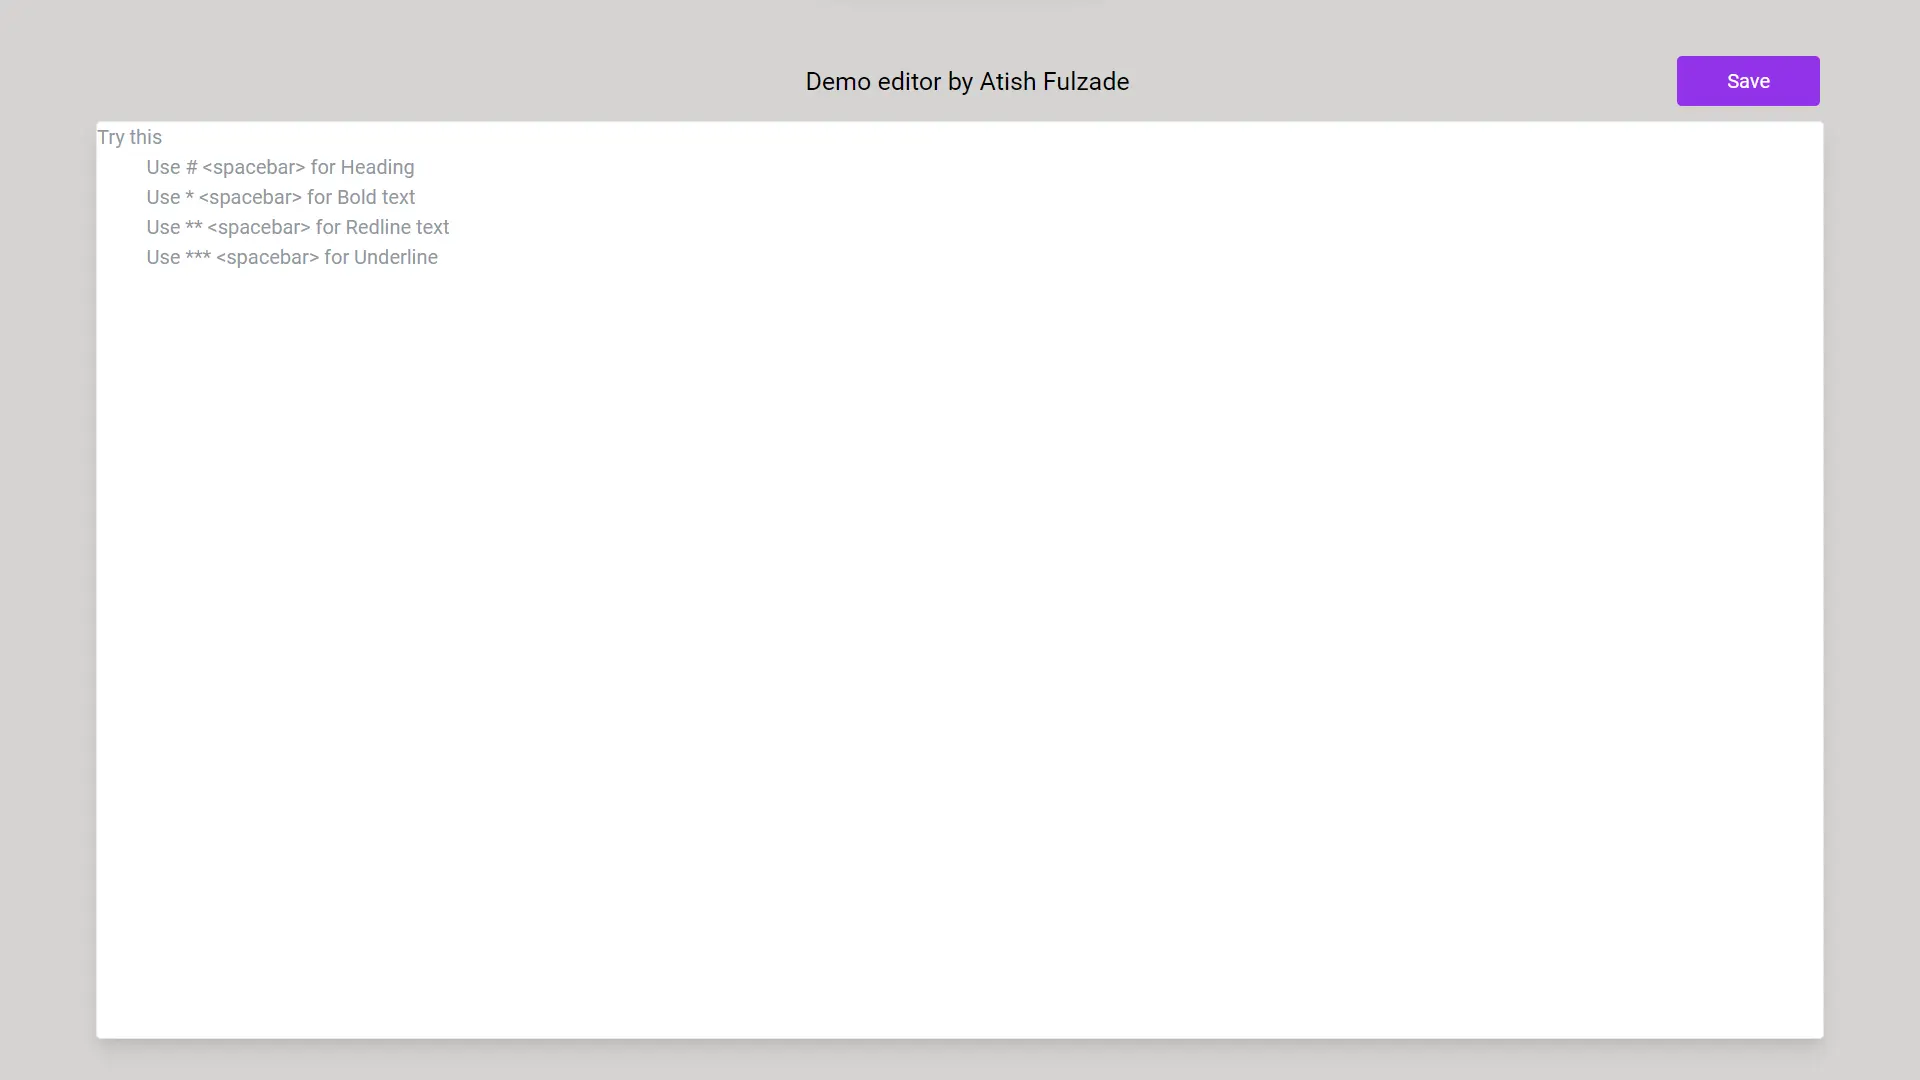 Demo editor by Atish Fulzade
Save
Try this
Use # <spacebar> for Heading
Use * <spacebar> for Bold text
Use ** <spacebar> for Redline text
Use *** <spacebar> for Underline